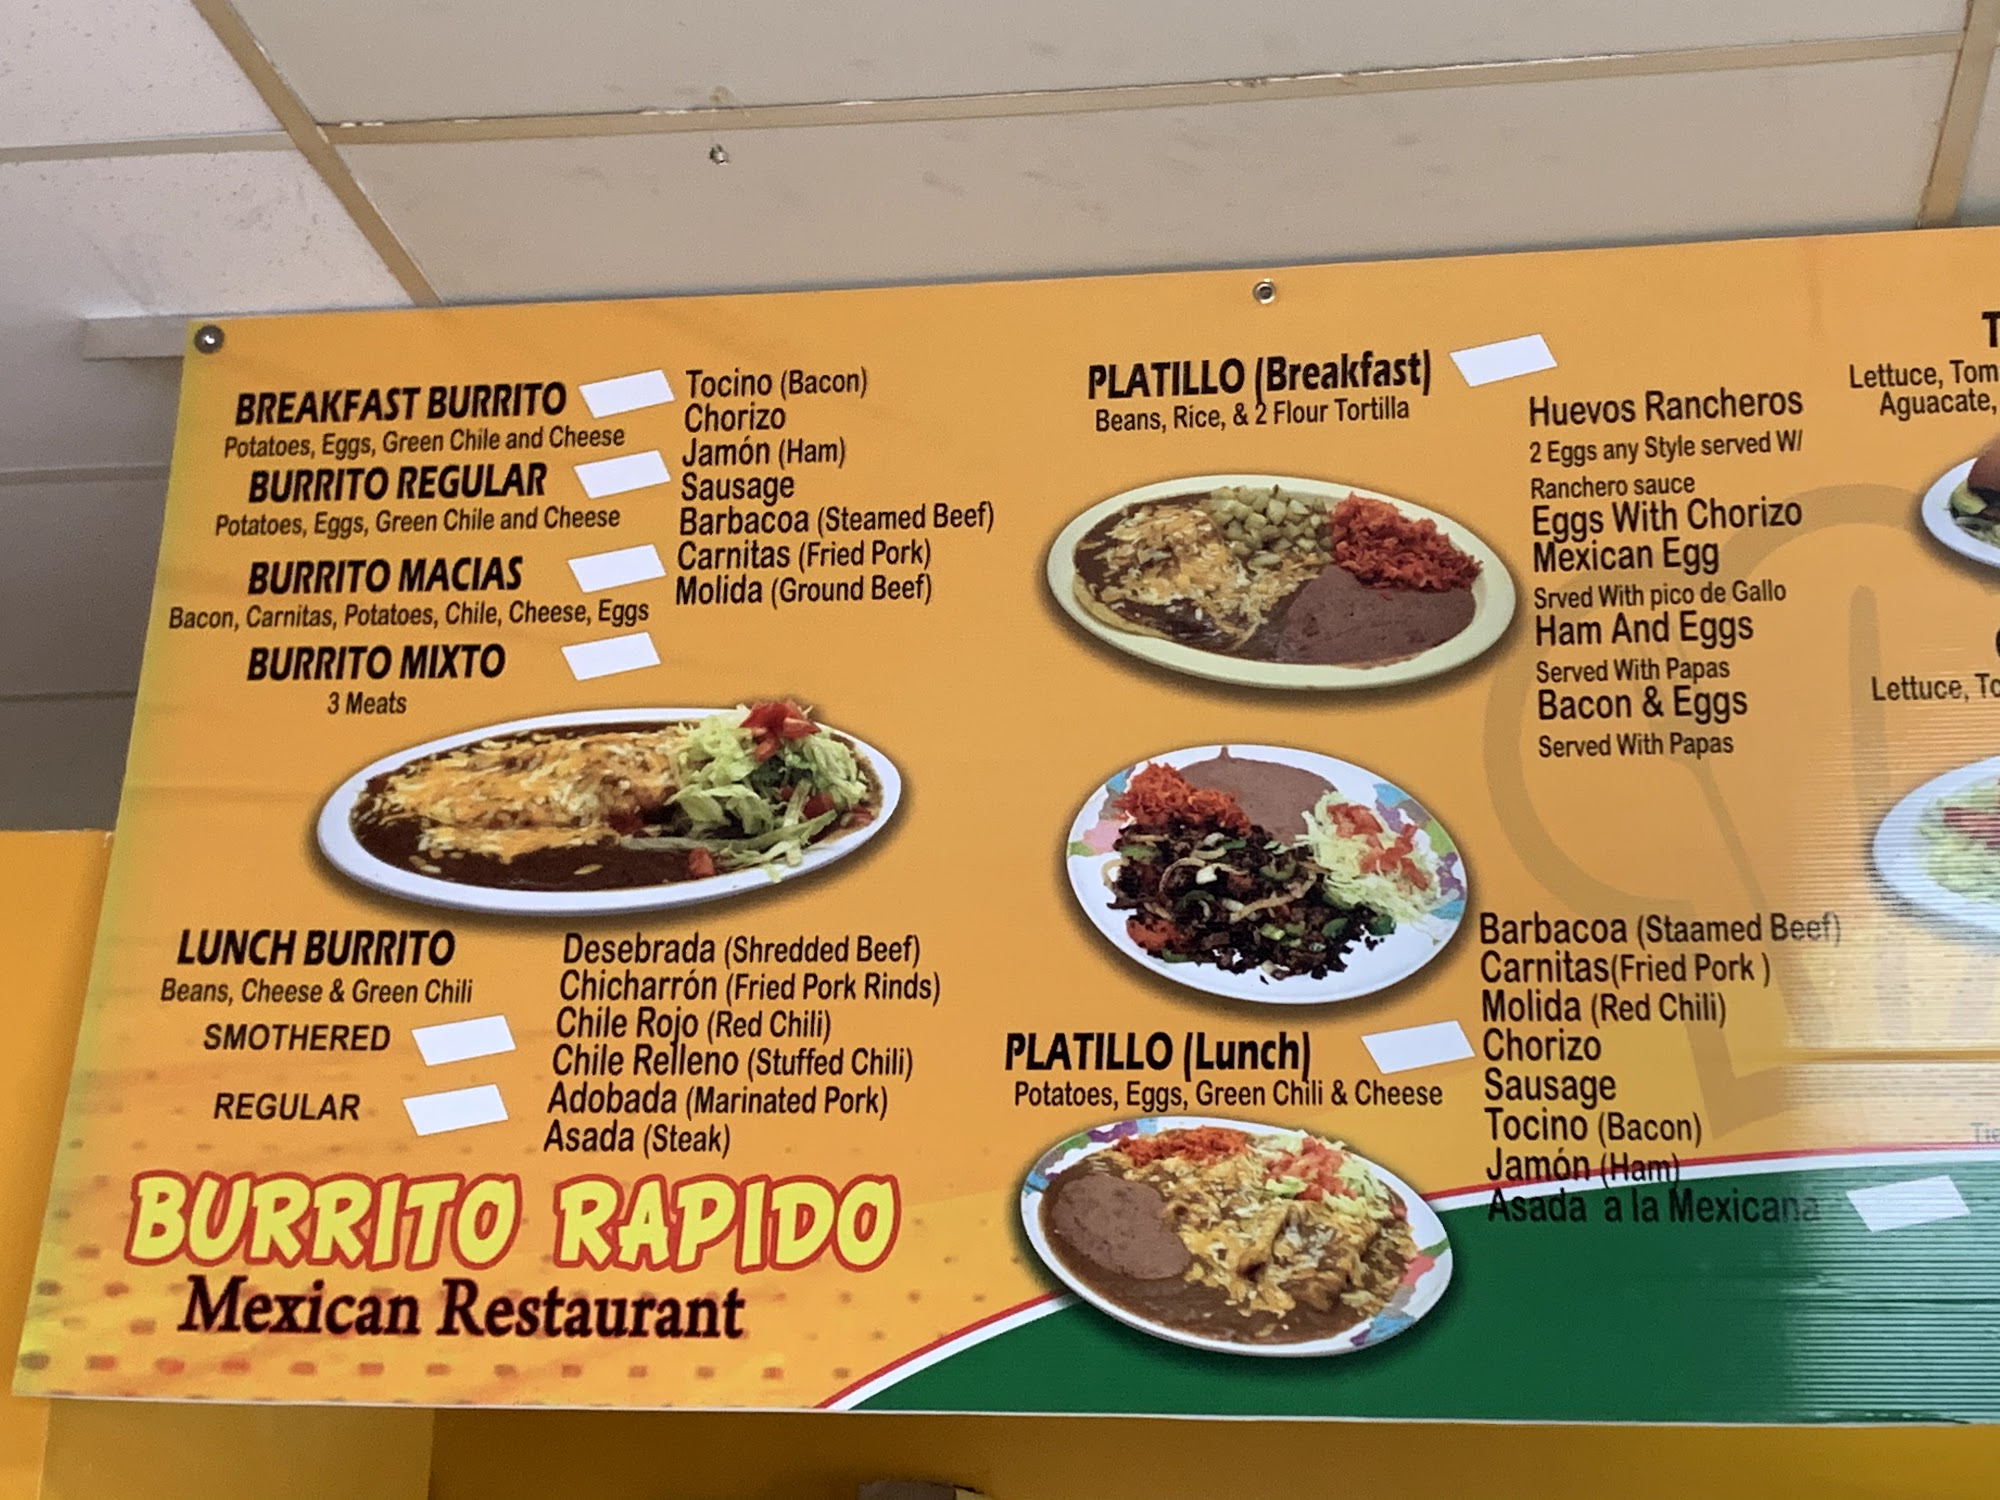 BREAKFAST BURRITO
Potatoes, Eggs, Green Chile and Cheese
BURRITO REGULAR
Potatoes, Eggs, Green Chile and Cheese
BURRITO MACIAS
Bacon, Carnitas, Potatoes, Chile, Cheese, Eggs
BURRITO MIXTO
3 Meats
Tocino (Bacon)
Chorizo
Jamón (Ham)
Sausage
Barbacoa (Steamed Beef)
Carnitas (Fried Pork)
Molida (Ground Beef)
LUNCH BURRITO
Beans, Cheese & Green Chili
SMOTHERED
REGULAR
Desebrada (Shredded Beef)
Chicharrón (Fried Pork Rinds)
Chile Rojo (Red Chili)
Chile Relleno (Stuffed Chili)
Adobada (Marinated Pork)
Asada (Steak)
BURRITO RAPIDO
Mexican Restaurant
PLATILLO (Breakfast)
Beans, Rice, & 2 Flour Tortilla
Huevos Rancheros
2 Eggs any Style served W/
Ranchero sauce
Eggs With Chorizo
Mexican Egg
Srved With pico de Gallo
Ham And Eggs
Served With Papas
Bacon & Eggs
Served With Papas
PLATILLO (Lunch)
Potatoes, Eggs, Green Chili & Cheese
Barbacoa (Staamed Beef)
Carnitas(Fried Pork )
Molida (Red Chili)
Chorizo
Sausage
Tocino (Bacon)
Jamón (Ham)
Asada a la Mexicana
Lettuce, Tom
Aguacate,
Lettuce, To